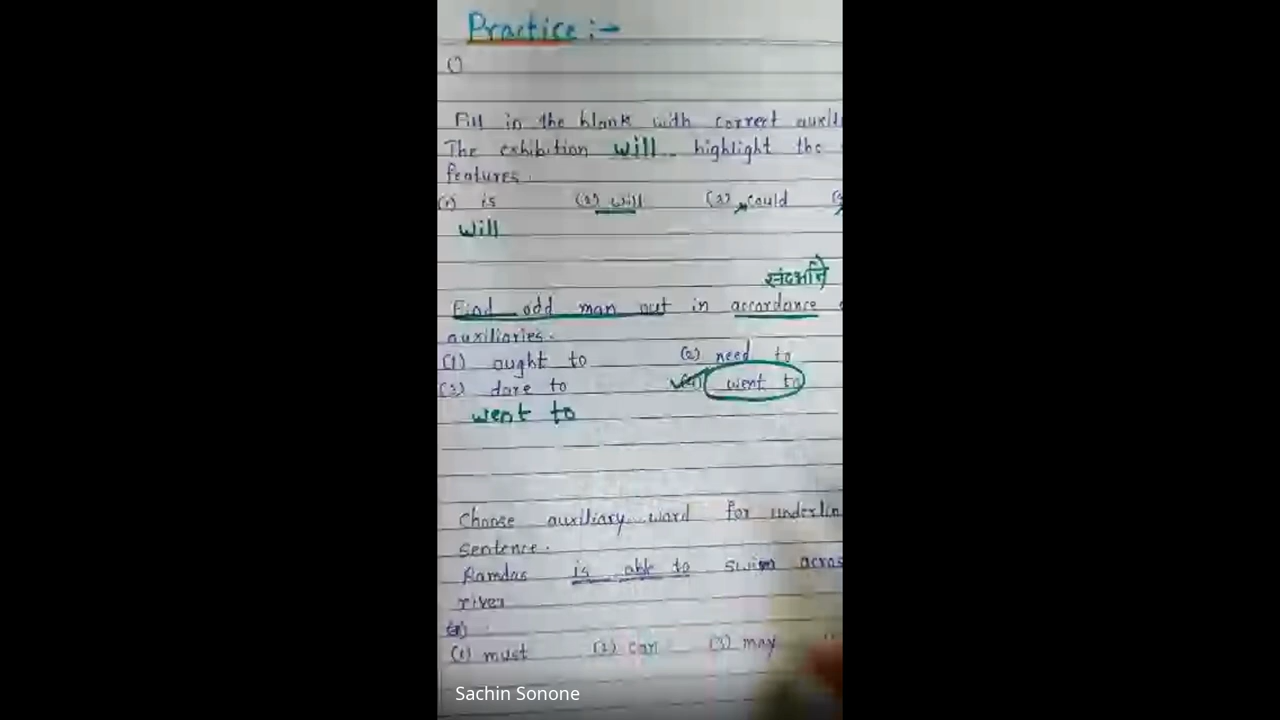 Practice :-
Fill in the blank with correct
The exhibition will highlight the
features.
(1) is (2) will (3) could
will
संदर्भाने
Find odd man out in accordance
auxiliaries.
(1) ought to (2) need to
(3) dare to went to
went to
Choose auxiliary word for
sentence.
Ramdas is able to swim
river
(1) must (2) can (3) may
Sachin Sonone